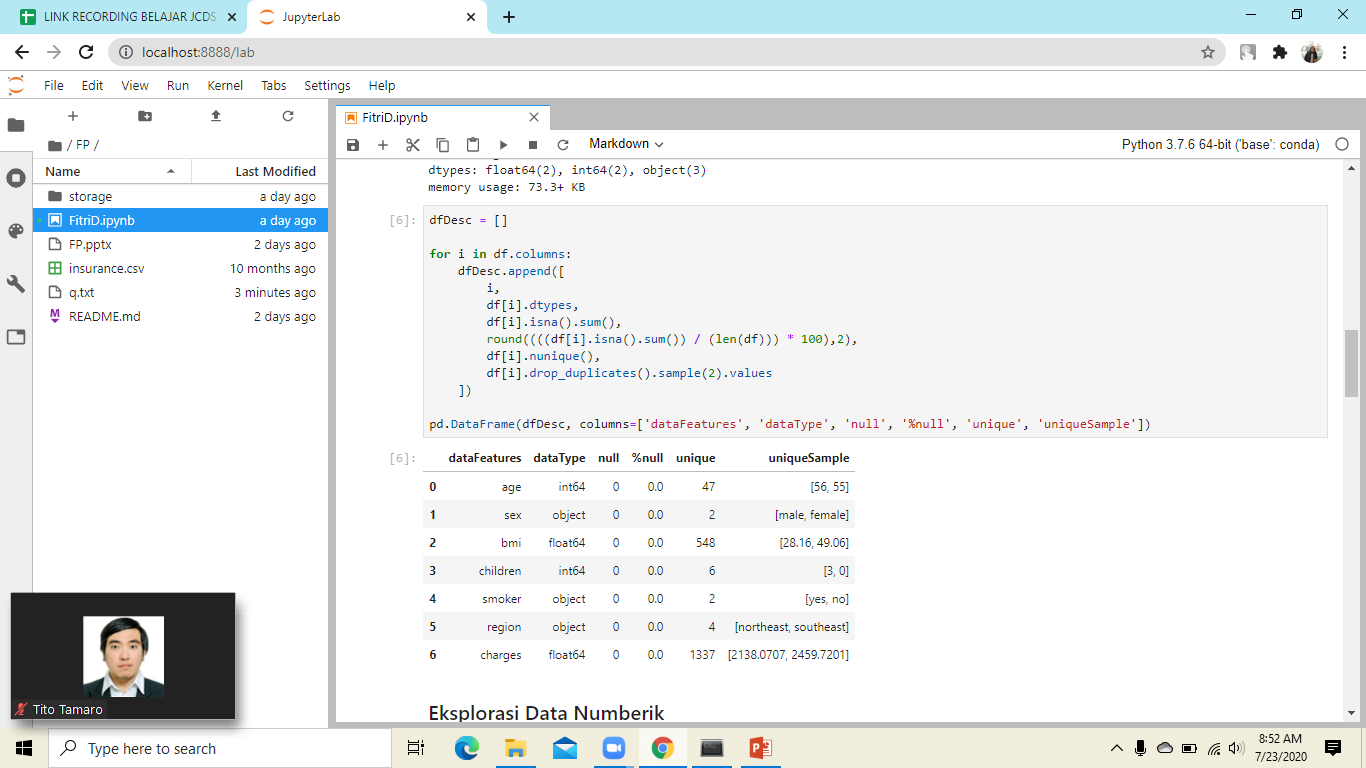 LINK RECORDING BELAJAR JCDS
JupyterLab
localhost:8888/lab
File Edit View Run Kernel Tabs Settings Help
FitriD.ipynb
/ FP /
Markdown
Python 3.7.6 64-bit ('base': conda)
Name Last Modified
storage a day ago
FitriD.ipynb a day ago
FP.pptx 2 days ago
insurance.csv 10 months ago
q.txt 3 minutes ago
README.md 2 days ago
dtypes: float64(2), int64(2), object(3)
memory usage: 73.3+ KB
[6]: dfDesc = []
for i in df.columns:
    dfDesc.append([
        i,
        df[i].dtypes,
        df[i].isna().sum(),
        round((((df[i].isna().sum()) / (len(df))) * 100),2),
        df[i].nunique(),
        df[i].drop_duplicates().sample(2).values
    ])
pd.DataFrame(dfDesc, columns=['dataFeatures', 'dataType', 'null', '%null', 'unique', 'uniqueSample'])
[6]: dataFeatures dataType null %null unique uniqueSample
0 age int64 0 0.0 47 [56, 55]
1 sex object 0 0.0 2 [male, female]
2 bmi float64 0 0.0 548 [28.16, 49.06]
3 children int64 0 0.0 6 [3, 0]
4 smoker object 0 0.0 2 [yes, no]
5 region object 0 0.0 4 [northeast, southeast]
6 charges float64 0 0.0 1337 [2138.0707, 2459.7201]
Eksplorasi Data Numberik
Tito Tamaro
Type here to search
8:52 AM
7/23/2020